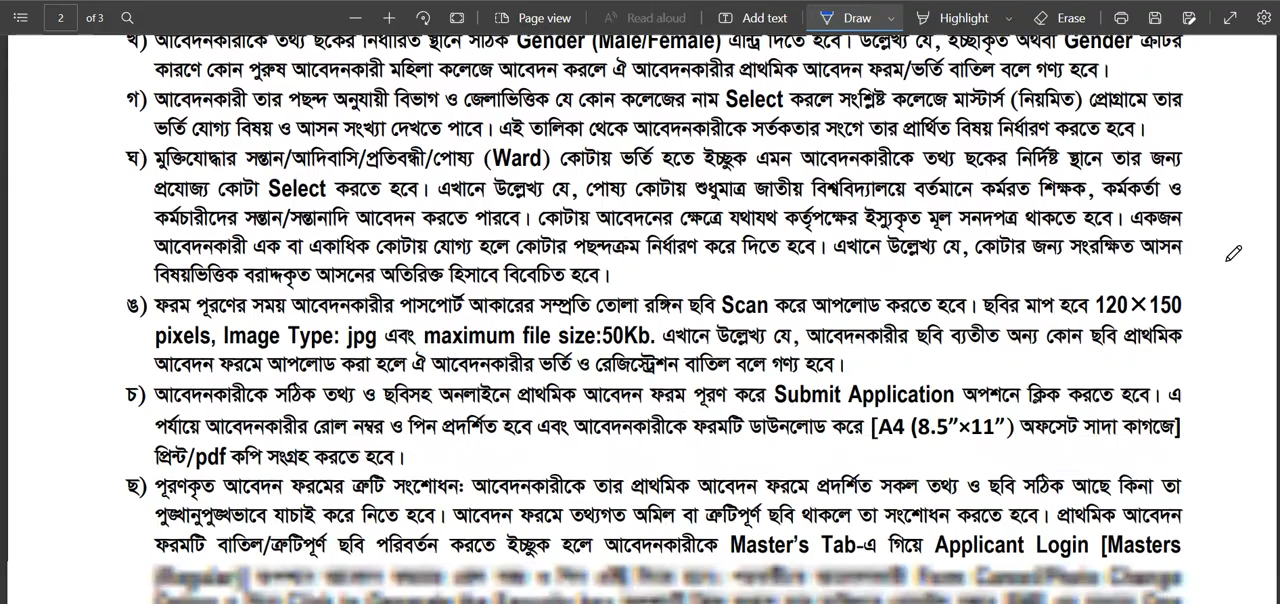 2 of 3 Page view Read aloud Add text Draw Highlight Erase
খ) আবেদনকারীকে তথ্য ছকের নির্ধারিত স্থানে সঠিক Gender (Male/Female) এন্ট্রি দিতে হবে। উল্লেখ্য যে, ইচ্ছাকৃত অথবা Gender ত্রুটির
কারণে কোন পুরুষ আবেদনকারী মহিলা কলেজে আবেদন করলে ঐ আবেদনকারীর প্রাথমিক আবেদন ফরম/ভর্তি বাতিল বলে গণ্য হবে।
গ) আবেদনকারী তার পছন্দ অনুযায়ী বিভাগ ও জেলাভিত্তিক যে কোন কলেজের নাম Select করলে সংশ্লিষ্ট কলেজে মাস্টার্স (নিয়মিত) প্রোগ্রামে তার
ভর্তি যোগ্য বিষয় ও আসন সংখ্যা দেখতে পাবে। এই তালিকা থেকে আবেদনকারীকে সর্তকতার সংগে তার প্রার্থিত বিষয় নির্ধারণ করতে হবে।
ঘ) মুক্তিযোদ্ধার সন্তান/আদিবাসি/প্রতিবন্ধী/পোষ্য (Ward) কোটায় ভর্তি হতে ইচ্ছুক এমন আবেদনকারীকে তথ্য ছকের নির্দিষ্ট স্থানে তার জন্য
প্রযোজ্য কোটা Select করতে হবে। এখানে উল্লেখ্য যে, পোষ্য কোটায় শুধুমাত্র জাতীয় বিশ্ববিদ্যালয়ে বর্তমানে কর্মরত শিক্ষক, কর্মকর্তা ও
কর্মচারীদের সন্তান/সন্তানাদি আবেদন করতে পারবে। কোটায় আবেদনের ক্ষেত্রে যথাযথ কর্তৃপক্ষের ইস্যুকৃত মূল সনদপত্র থাকতে হবে। একজন
আবেদনকারী এক বা একাধিক কোটায় যোগ্য হলে কোটার পছন্দক্রম নির্ধারণ করে দিতে হবে। এখানে উল্লেখ্য যে, কোটার জন্য সংরক্ষিত আসন
বিষয়ভিত্তিক বরাদ্দকৃত আসনের অতিরিক্ত হিসাবে বিবেচিত হবে।
ঙ) ফরম পূরণের সময় আবেদনকারীর পাসপোর্ট আকারের সম্প্রতি তোলা রঙ্গিন ছবি Scan করে আপলোড করতে হবে। ছবির মাপ হবে 120×150
pixels, Image Type: jpg এবং maximum file size:50Kb. এখানে উল্লেখ্য যে, আবেদনকারীর ছবি ব্যতীত অন্য কোন ছবি প্রাথমিক
আবেদন ফরমে আপলোড করা হলে ঐ আবেদনকারীর ভর্তি ও রেজিস্ট্রেশন বাতিল বলে গণ্য হবে।
চ) আবেদনকারীকে সঠিক তথ্য ও ছবিসহ অনলাইনে প্রাথমিক আবেদন ফরম পূরণ করে Submit Application অপশনে ক্লিক করতে হবে। এ
পর্যায়ে আবেদনকারীর রোল নম্বর ও পিন প্রদর্শিত হবে এবং আবেদনকারীকে ফরমটি ডাউনলোড করে [A4 (8.5″×11″) অফসেট সাদা কাগজে]
প্রিন্ট/pdf কপি সংগ্রহ করতে হবে।
ছ) পূরণকৃত আবেদন ফরমের ত্রুটি সংশোধন: আবেদনকারীকে তার প্রাথমিক আবেদন ফরমে প্রদর্শিত সকল তথ্য ও ছবি সঠিক আছে কিনা তা
পুঙ্খানুপুঙ্খভাবে যাচাই করে নিতে হবে। আবেদন ফরমে তথ্যগত অমিল বা ত্রুটিপূর্ণ ছবি থাকলে তা সংশোধন করতে হবে। প্রাথমিক আবেদন
ফরমটি বাতিল/ত্রুটিপূর্ণ ছবি পরিবর্তন করতে ইচ্ছুক হলে আবেদনকারীকে Master's Tab-এ গিয়ে Applicant Login [Masters